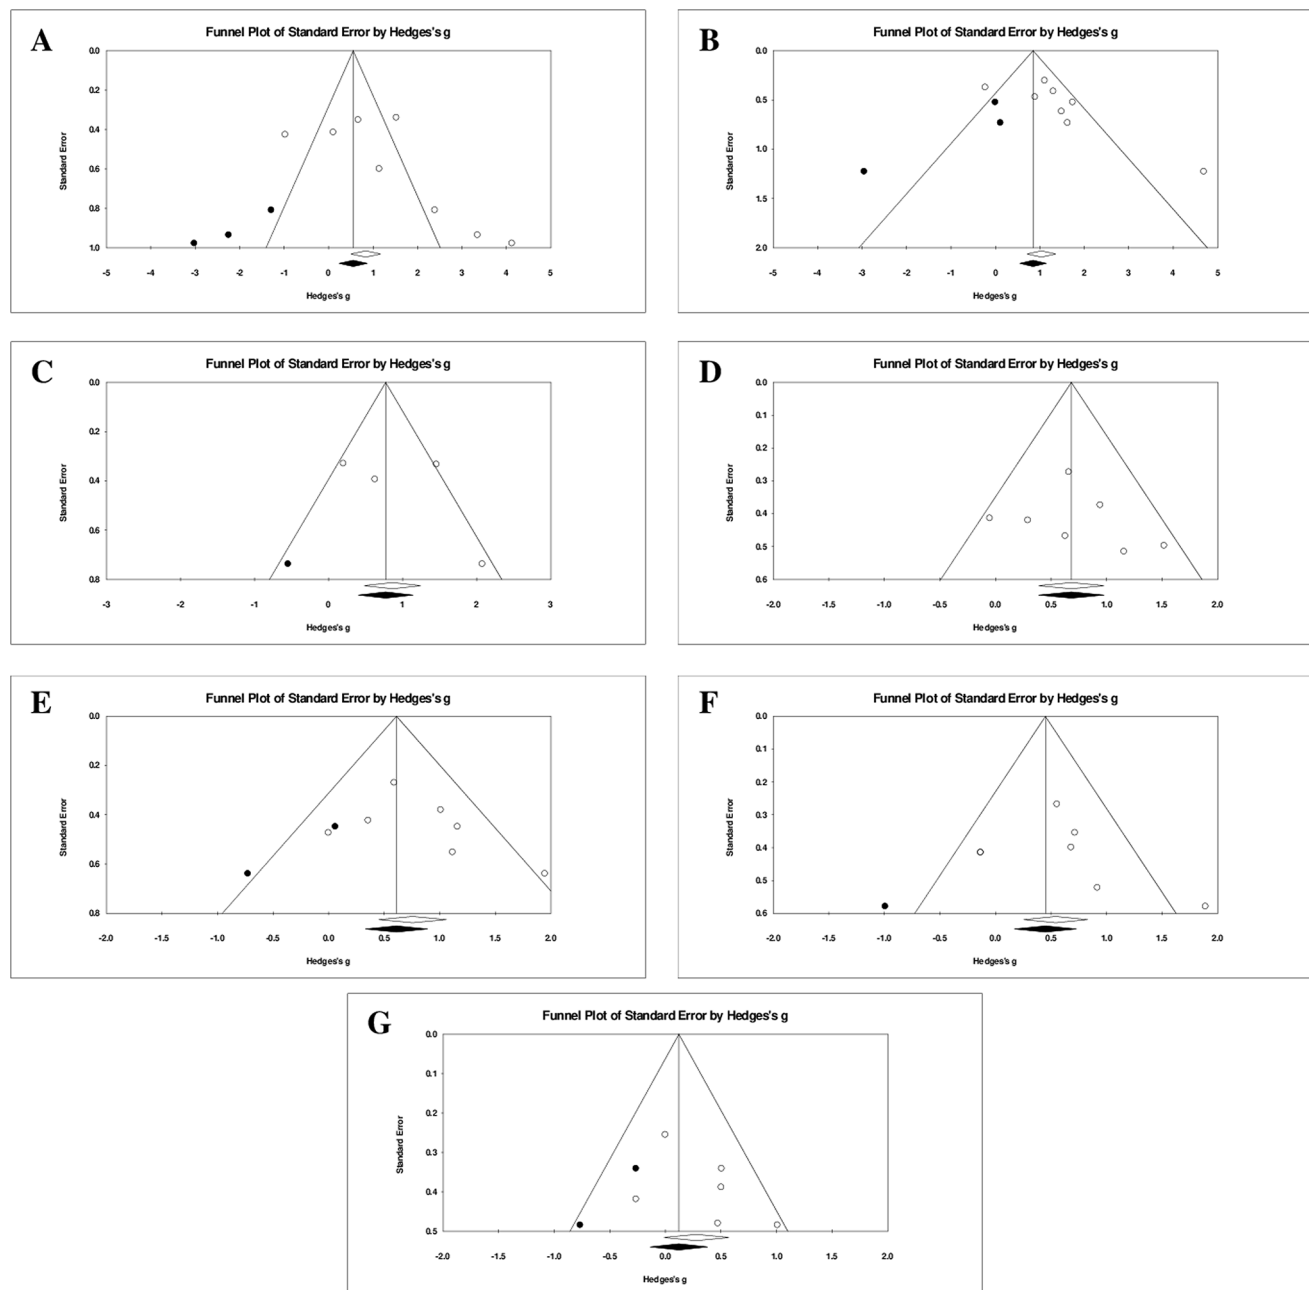 A
Funnel Plot of Standard Error by Hedges's g
0.0
0.2
0.4
0.6
0.8
1.0
Standard Error
-5 -4 -3 -2 -1 0 1 2 3 4 5
Hedges's g
B
Funnel Plot of Standard Error by Hedges's g
0.0
0.5
1.0
1.5
2.0
Standard Error
-5 -4 -3 -2 -1 0 1 2 3 4 5
Hedges's g
C
Funnel Plot of Standard Error by Hedges's g
0.0
0.2
0.4
0.6
0.8
Standard Error
-3 -2 -1 0 1 2 3
Hedges's g
D
Funnel Plot of Standard Error by Hedges's g
0.0
0.1
0.2
0.3
0.4
0.5
0.6
Standard Error
-2.0 -1.5 -1.0 -0.5 0.0 0.5 1.0 1.5 2.0
Hedges's g
E
Funnel Plot of Standard Error by Hedges's g
0.0
0.2
0.4
0.6
0.8
Standard Error
-2.0 -1.5 -1.0 -0.5 0.0 0.5 1.0 1.5 2.0
Hedges's g
F
Funnel Plot of Standard Error by Hedges's g
0.0
0.1
0.2
0.3
0.4
0.5
0.6
Standard Error
-2.0 -1.5 -1.0 -0.5 0.0 0.5 1.0 1.5 2.0
Hedges's g
G
Funnel Plot of Standard Error by Hedges's g
0.0
0.1
0.2
0.3
0.4
0.5
Standard Error
-2.0 -1.5 -1.0 -0.5 0.0 0.5 1.0 1.5 2.0
Hedges's g